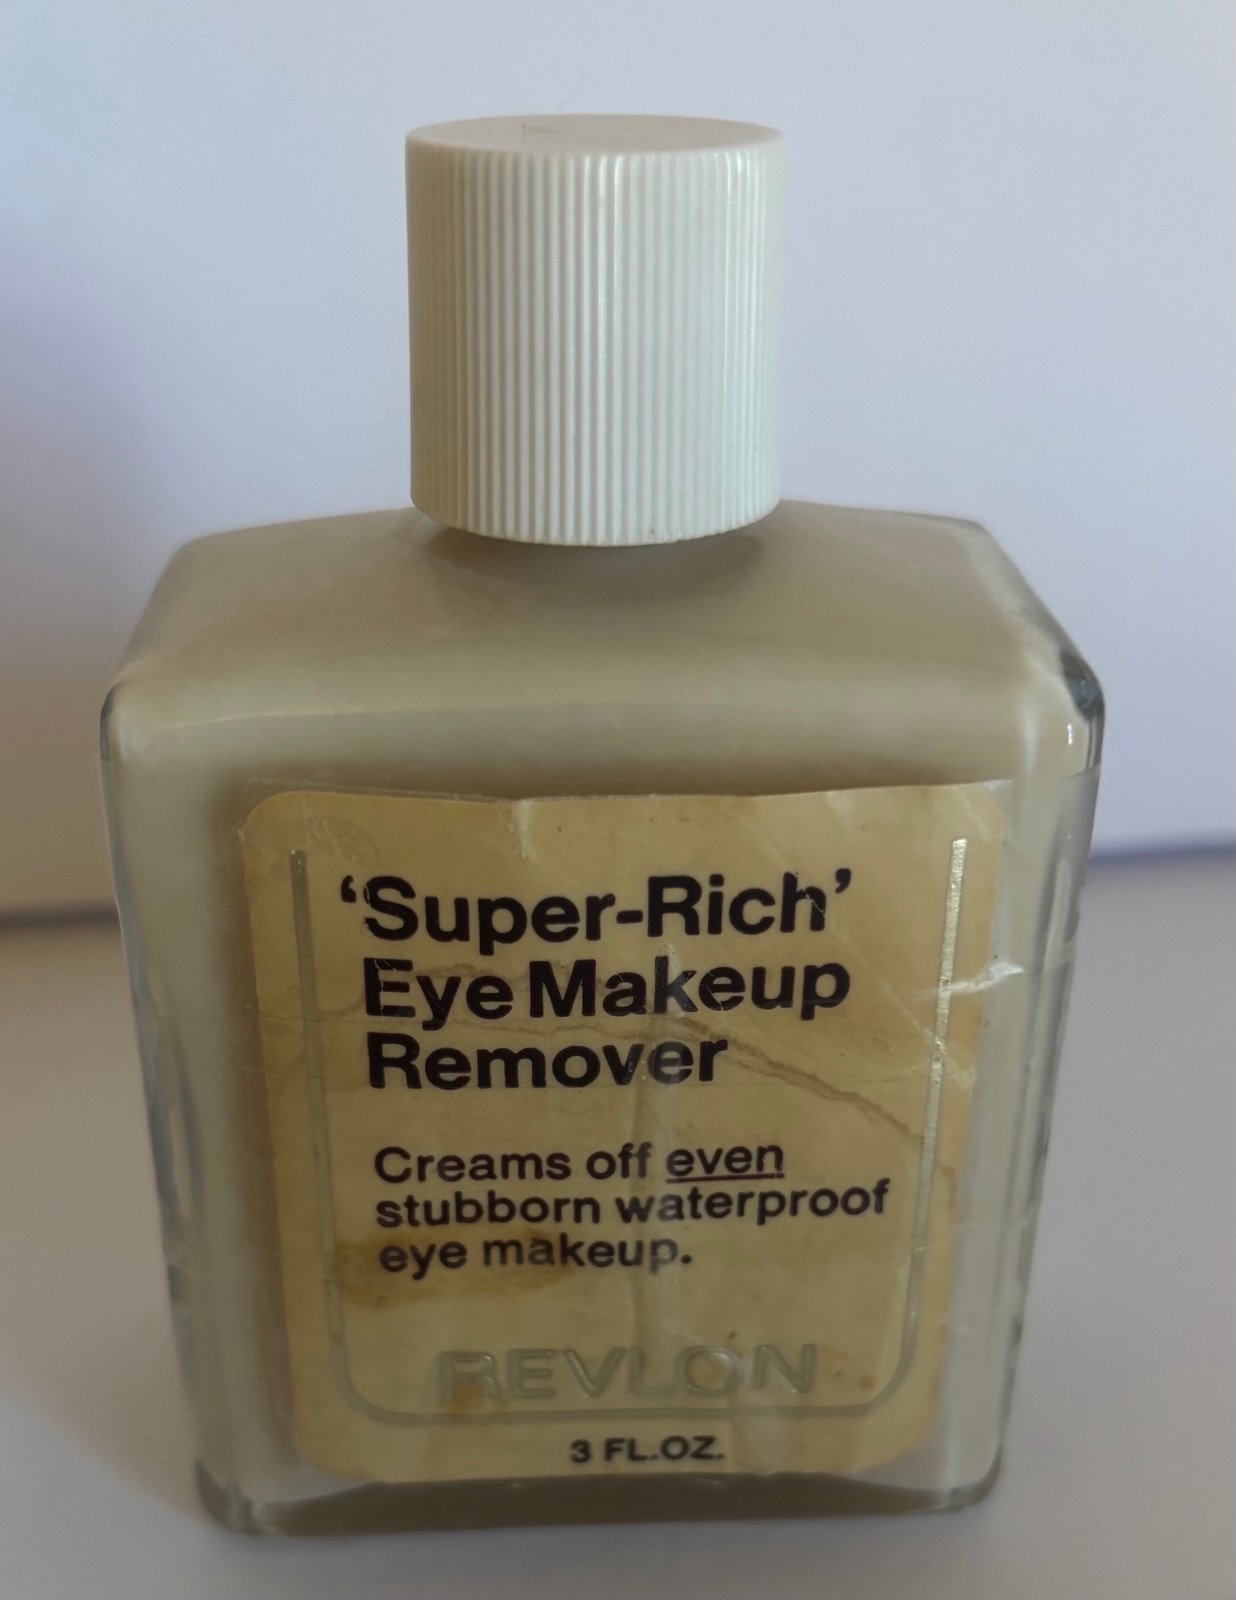 ‘Super-Rich’
Eye Makeup
Remover
Creams off even
stubborn waterproof
eye makeup.
REVLON
3 FL.OZ.